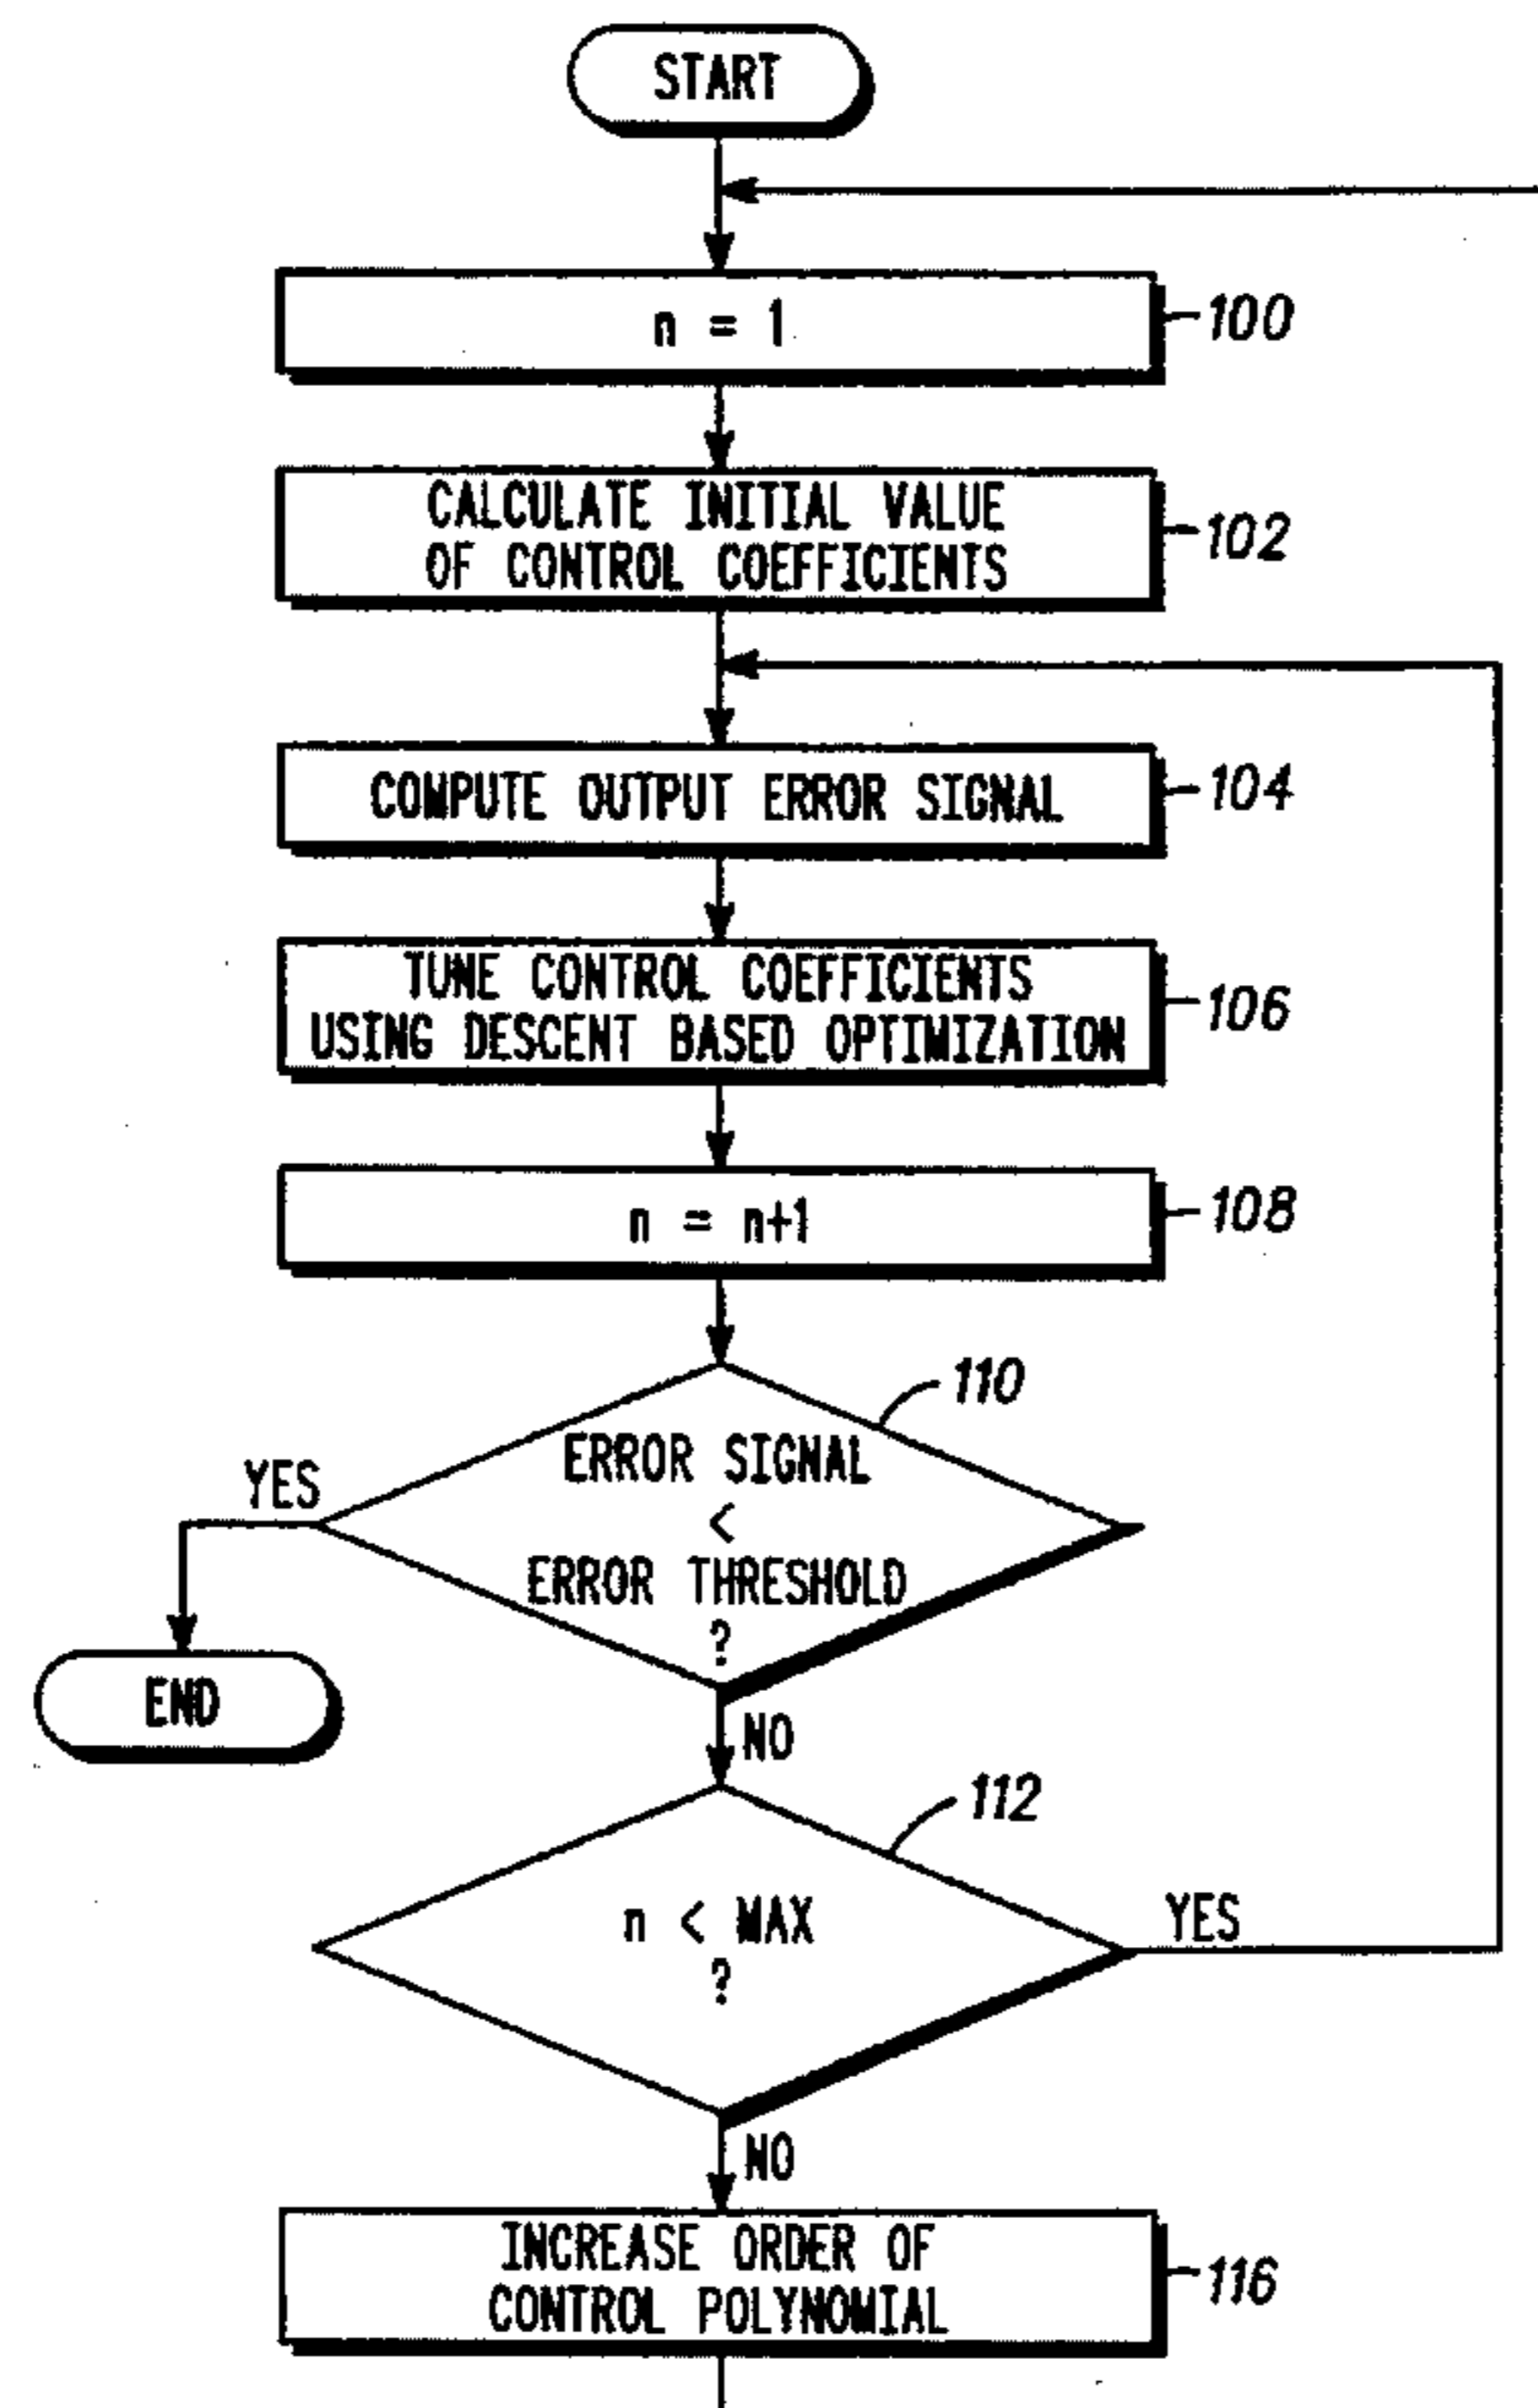 START
n = 1
100
CALCULATE INITIAL VALUE
OF CONTROL COEFFICIENTS
102
COMPUTE OUTPUT ERROR SIGNAL
104
TUNE CONTROL COEFFICIENTS
USING DESCENT BASED OPTIMIZATION
106
n = n+1
108
110
ERROR SIGNAL
<
ERROR THRESHOLD
?
YES
END
NO
112
n < MAX
?
YES
NO
INCREASE ORDER OF
CONTROL POLYNOMIAL
116